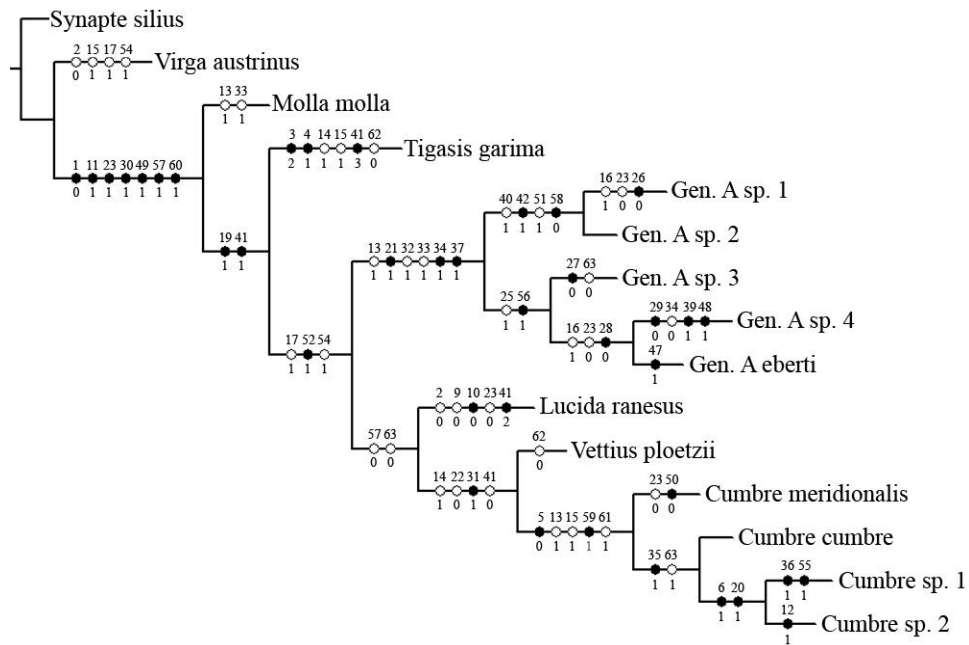 Synapte silius
2 15 17 54
Virga austrinus
0 1 1 1
13 33
Molla molla
1 1
3 4 14 15 41 62
Tigasis garima
2 1 1 1 3 0
1 11 23 30 49 57 60
0 1 1 1 1 1 1
16 23 26
Gen. A sp. 1
1 0 0
40 42 51 58
1 1 1 0
Gen. A sp. 2
19 41
1 1
13 21 32 33 34 37
1 1 1 1 1 1
27 63
Gen. A sp. 3
0 0
25 56
1 1
29 34 39 48
Gen. A sp. 4
0 0 1 1
16 23 28
1 0 0
47
Gen. A eberti
1
17 52 54
1 1 1
2 9 10 23 41
Lucida ranesus
0 0 0 0 2
57 63
0 0
62
Vettius ploetzii
0
14 22 31 41
1 0 1 0
23 50
Cumbre meridionalis
0 0
5 13 15 59 61
0 1 1 1 1
Cumbre cumbre
35 63
1 1
36 55
Cumbre sp. 1
1 1
6 20
1 1
12
Cumbre sp. 2
1